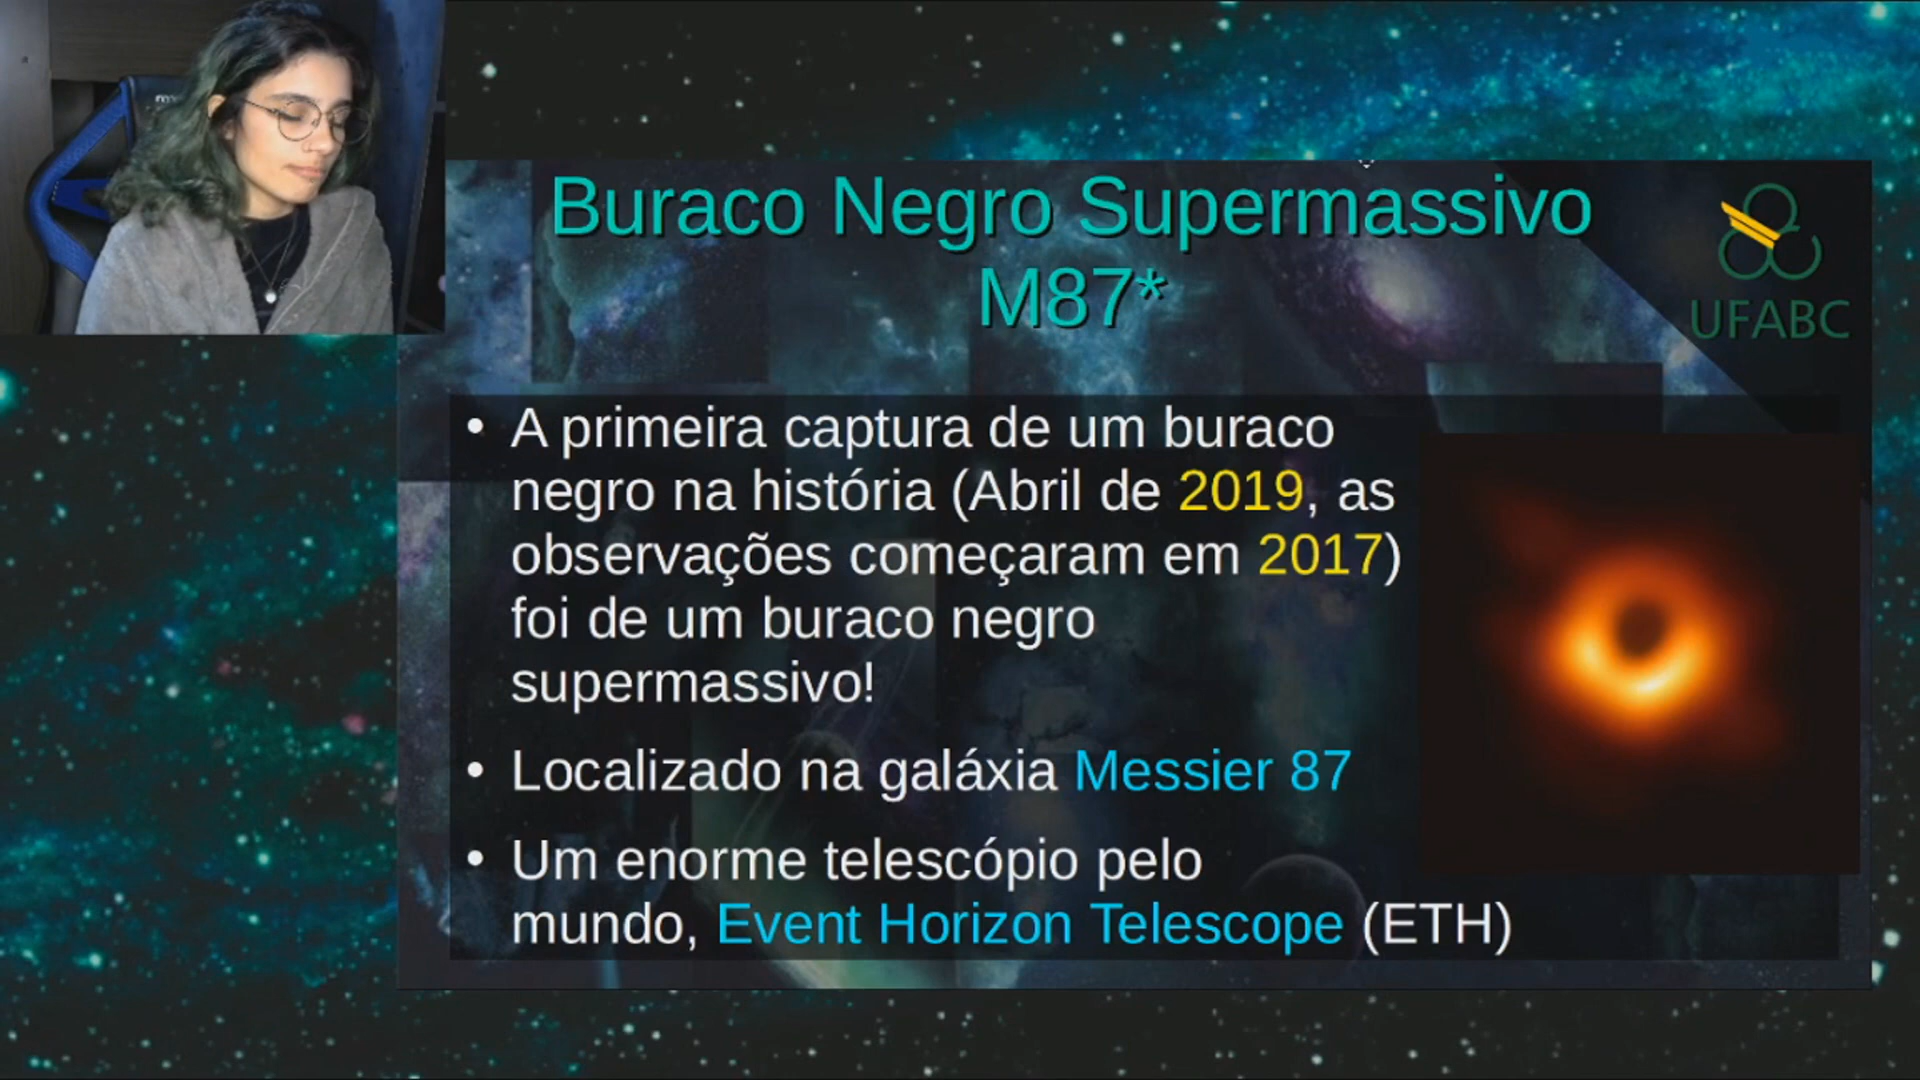 Buraco Negro Supermassivo
M87*
UFABC
• A primeira captura de um buraco
negro na história (Abril de 2019, as
observações começaram em 2017)
foi de um buraco negro
supermassivo!
• Localizado na galáxia Messier 87
• Um enorme telescópio pelo
mundo, Event Horizon Telescope (ETH)